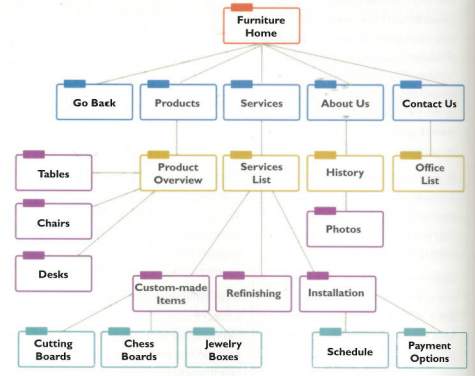 Furniture
Home
Go Back
Products
Services
About Us
Contact Us
Tables
Product
Overview
Services
List
History
Office
List
Chairs
Photos
Desks
Custom-made
Items
Refinishing
Installation
Cutting
Boards
Chess
Boards
Jewelry
Boxes
Schedule
Payment
Options